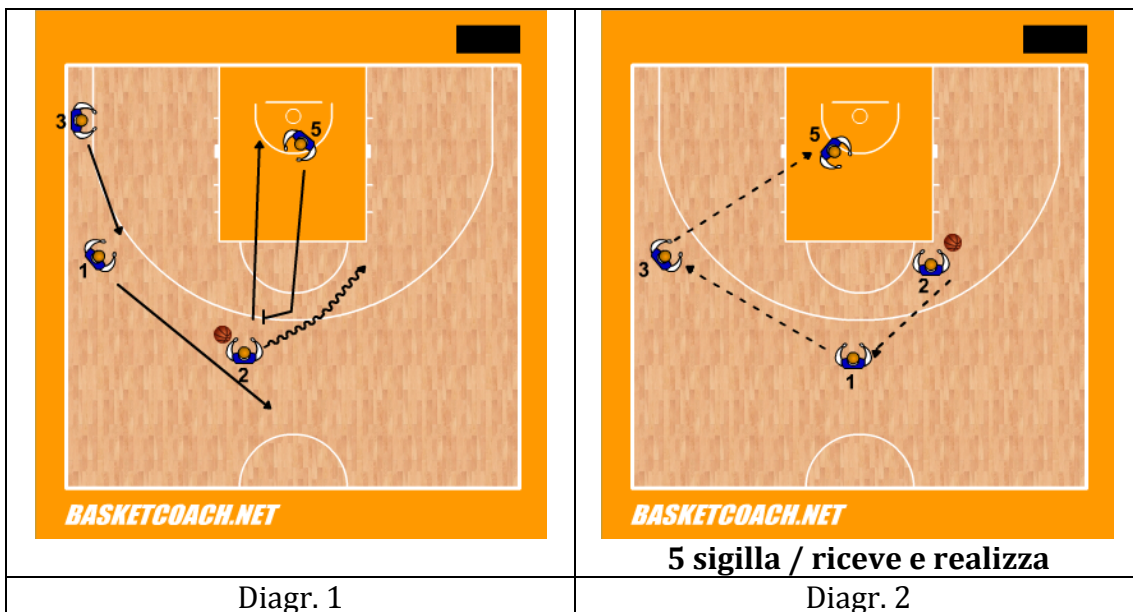 3
5
1
2
BASKETCOACH.NET
5
3
2
1
BASKETCOACH.NET
5 sigilla / riceve e realizza
Diagr. 1
Diagr. 2